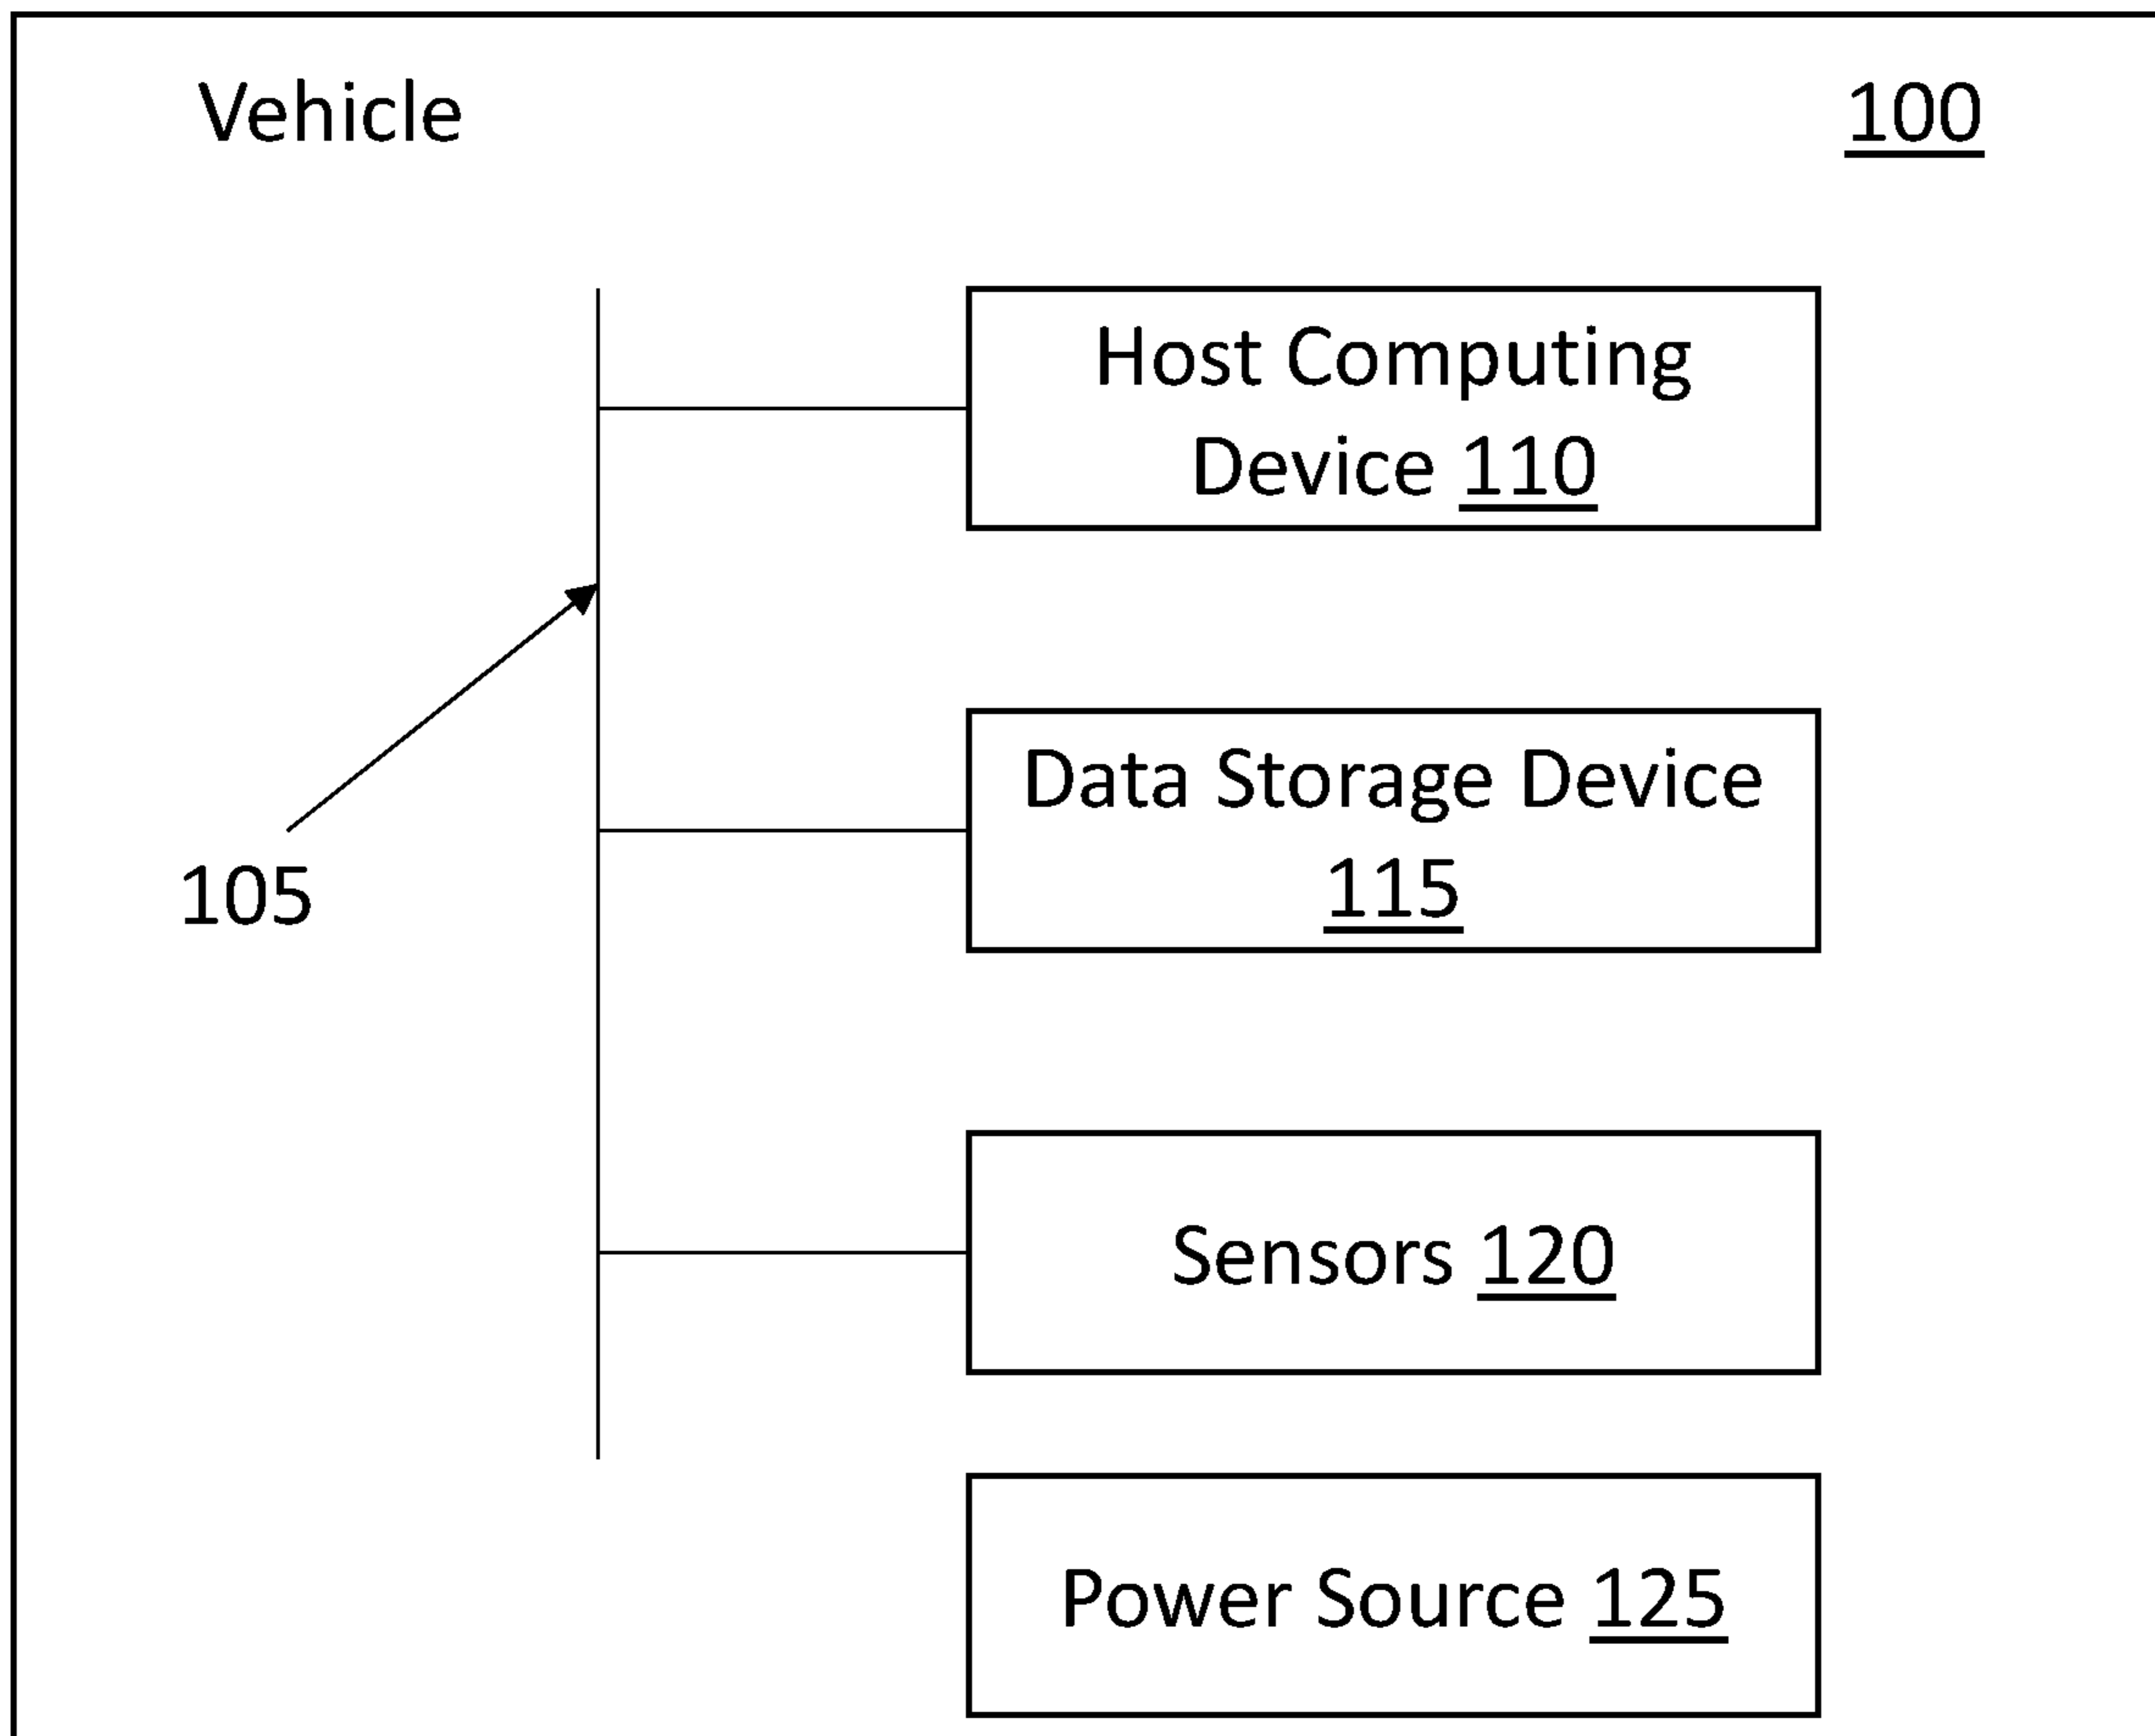 Vehicle 100
Host Computing
Device 110
105
Data Storage Device
115
Sensors 120
Power Source 125